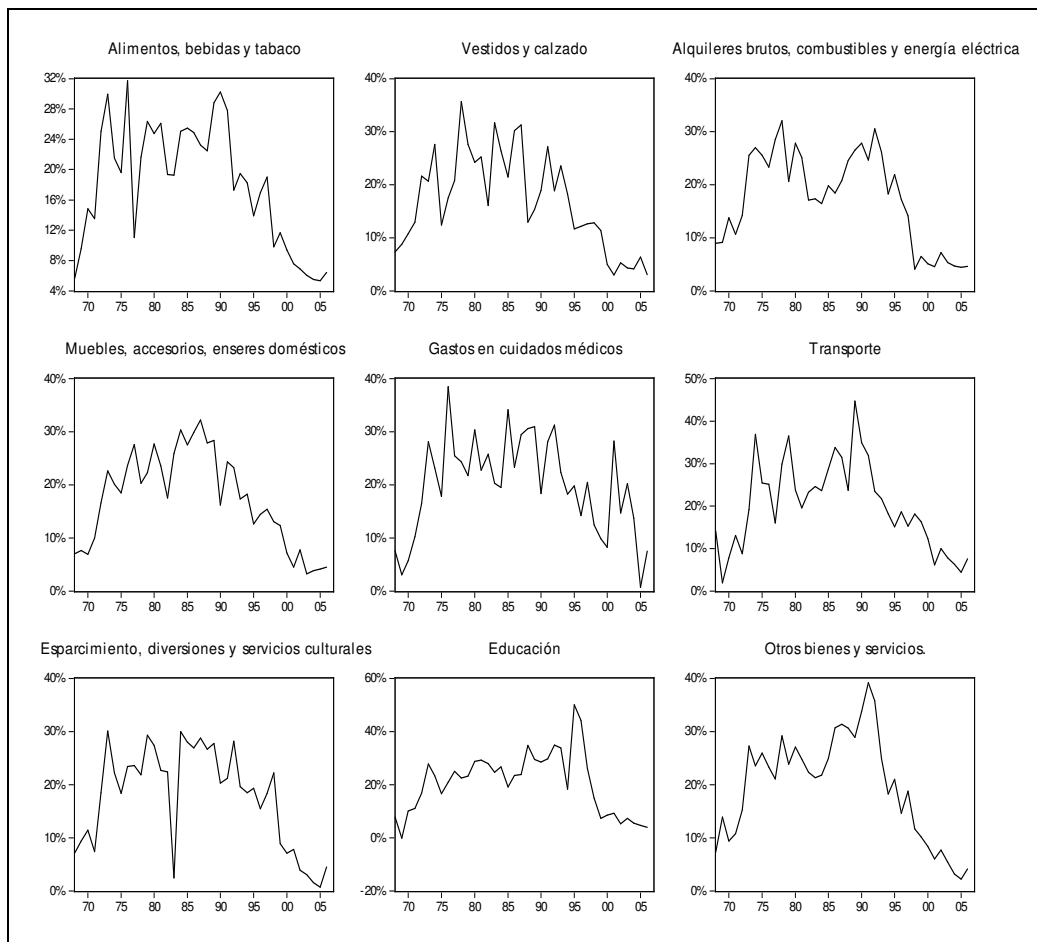 Alimentos, bebidas y tabaco
32%
28%
24%
20%
16%
12%
8%
4%
70 75 80 85 90 95 00 05
Vestidos y calzado
40%
30%
20%
10%
0%
70 75 80 85 90 95 00 05
Alquileres brutos, combustibles y energía eléctrica
40%
30%
20%
10%
0%
70 75 80 85 90 95 00 05
Muebles, accesorios, enseres domésticos
40%
30%
20%
10%
0%
70 75 80 85 90 95 00 05
Gastos en cuidados médicos
40%
30%
20%
10%
0%
70 75 80 85 90 95 00 05
Transporte
50%
40%
30%
20%
10%
0%
70 75 80 85 90 95 00 05
Esparcimiento, diversiones y servicios culturales
40%
30%
20%
10%
0%
70 75 80 85 90 95 00 05
Educación
60%
40%
20%
0%
-20%
70 75 80 85 90 95 00 05
Otros bienes y servicios.
40%
30%
20%
10%
0%
70 75 80 85 90 95 00 05